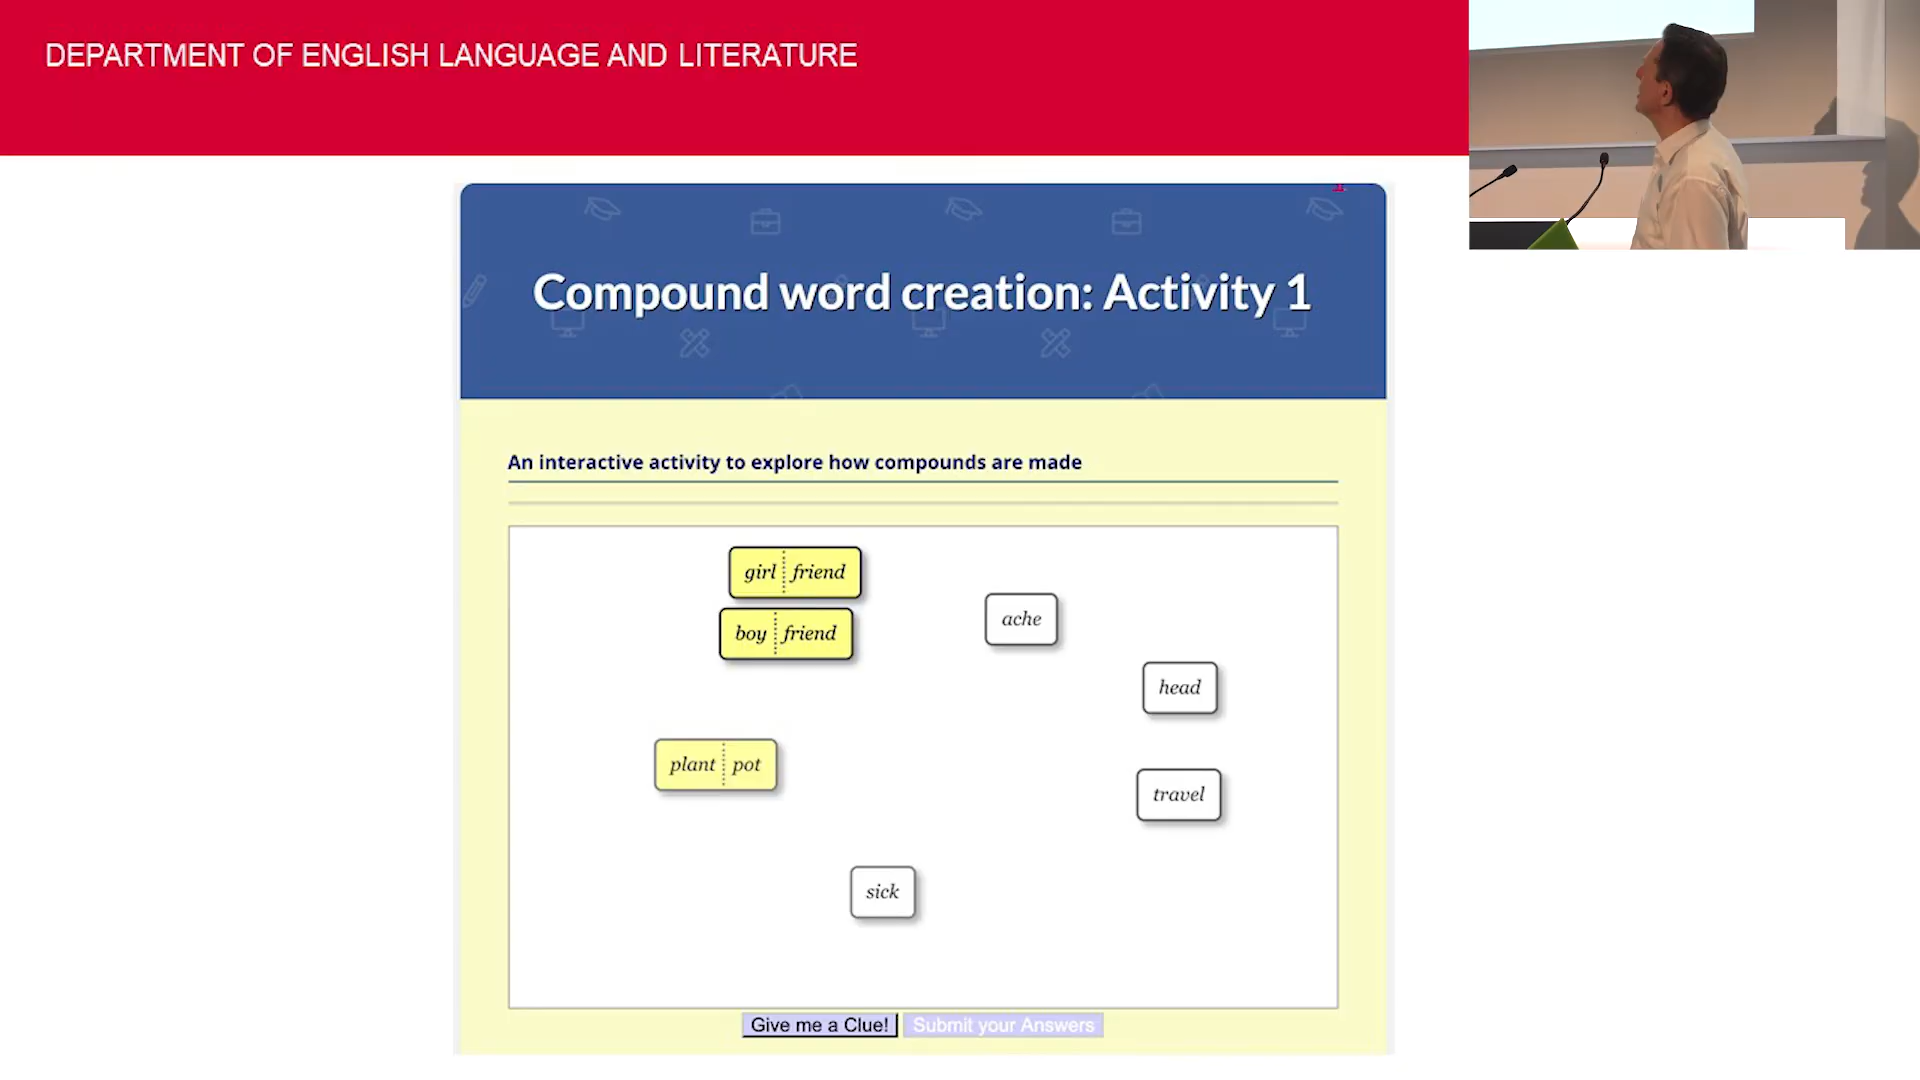 DEPARTMENT OF ENGLISH LANGUAGE AND LITERATURE
Compound word creation: Activity 1
An interactive activity to explore how compounds are made
girl friend
boy friend
ache
head
plant pot
travel
sick
Give me a Clue! Submit your Answers